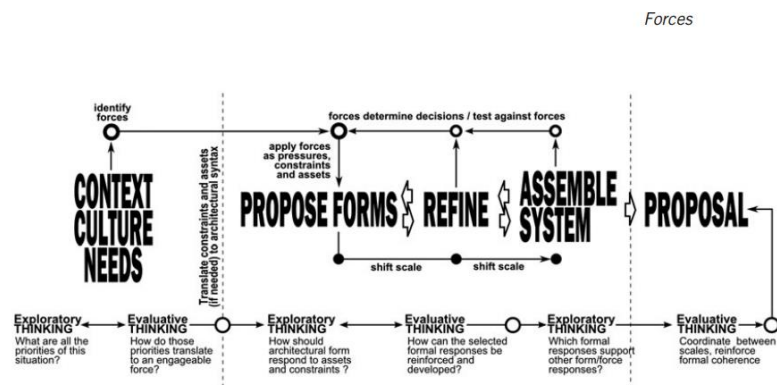 Forces
identify
forces
forces determine decisions / test against forces
apply forces
as pressures,
constraints
and assets
Translate constraints and assets
(if needed) to architectural syntax
CONTEXT
CULTURE
NEEDS
PROPOSE FORMS
REFINE
ASSEMBLE
SYSTEM
PROPOSAL
shift scale
shift scale
Exploratory
THINKING
What are all the
priorities of this
situation?
Evaluative
THINKING
How do those
priorities translate
to an engageable
force?
Exploratory
THINKING
How should
architectural form
respond to assets
and constraints ?
Evaluative
THINKING
How can the selected
formal responses be
reinforced and
developed?
Exploratory
THINKING
Which formal
responses support
other form/force
responses?
Evaluative
THINKING
Coordinate between
scales, reinforce
formal coherence